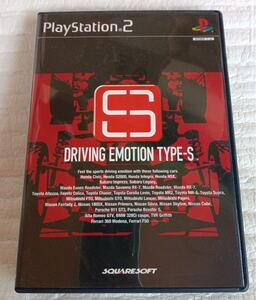 PlayStation 2
S
DRIVING EMOTION TYPE-S
Feel the sports driving emotion with these following cars.
Honda Civic, Honda S2000, Honda Integra, Honda NSX,
Subaru Impreza, Subaru Legacy,
Mazda Eunos Roadster, Mazda Savanna RX-7, Mazda Roadster, Mazda RX-7,
Toyota Altezza, Toyota Celica, Toyota Chaser, Toyota Corolla Levin, Toyota MR2, Toyota MR-S, Toyota Supra,
Mitsubishi FTO, Mitsubishi GTO, Mitsubishi Lancer, Mitsubishi Pajero,
Nissan Fairlady Z, Nissan 180SX, Nissan Primera, Nissan Silvia, Nissan Skyline, Nissan Cube,
Porsche 911 GT3, Porsche Boxster S,
Alfa Romeo GTV, BMW 328Ci coupe, TVR Griffith
Ferrari 360 Modena, Ferrari F50
SQUARESOFT